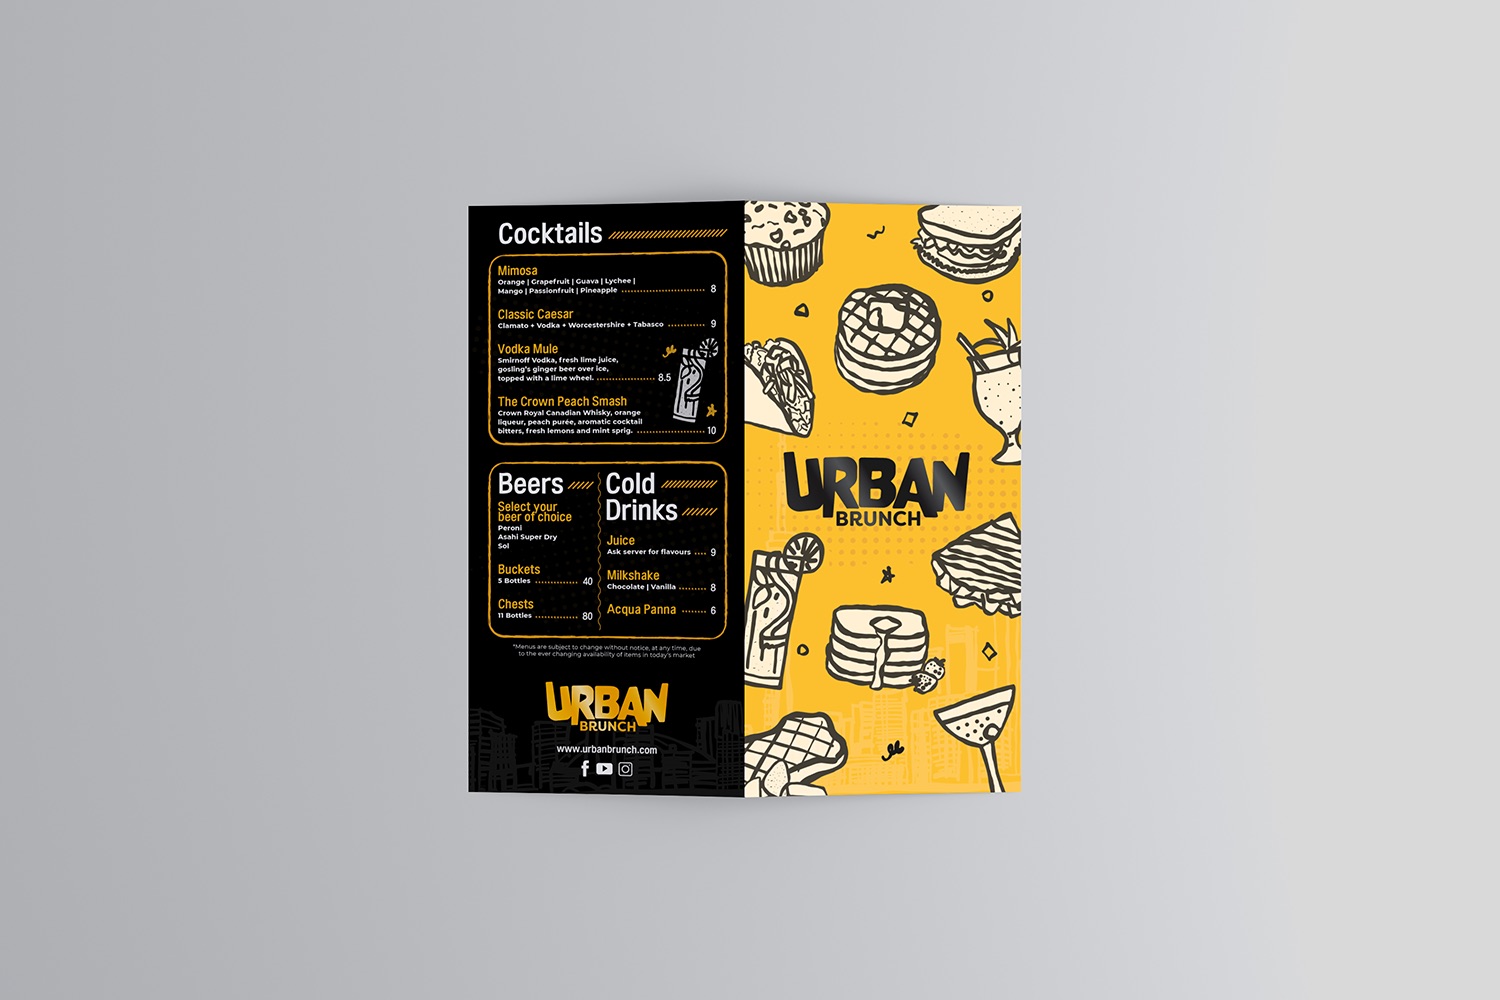 Cocktails
Mimosa
Orange | Grapefruit | Guava | Lychee |
Mango | Passionfruit | Pineapple ........................ 8
Classic Caesar
Clamato + Vodka + Worcestershire + Tabasco .......... 9
Vodka Mule
Smirnoff Vodka, fresh lime juice,
gosling's ginger beer over ice,
topped with a lime wheel. ................ 8.5
The Crown Peach Smash
Crown Royal Canadian Whisky, orange
liqueur, peach purée, aromatic cocktail
bitters, fresh lemons and mint sprig. .................. 10
Beers
Select your
beer of choice
Peroni
Asahi Super Dry
Sol
Buckets
5 Bottles ............ 40
Chests
11 Bottles ............ 80
Cold
Drinks
Juice
Ask server for flavours .... 9
Milkshake
Chocolate | Vanilla ........ 8
Acqua Panna ....... 6
*Menus are subject to change without notice, at any time, due
to the ever changing availability of items in today's market
URBAN
BRUNCH
www.urbanbrunch.com
URBAN
BRUNCH